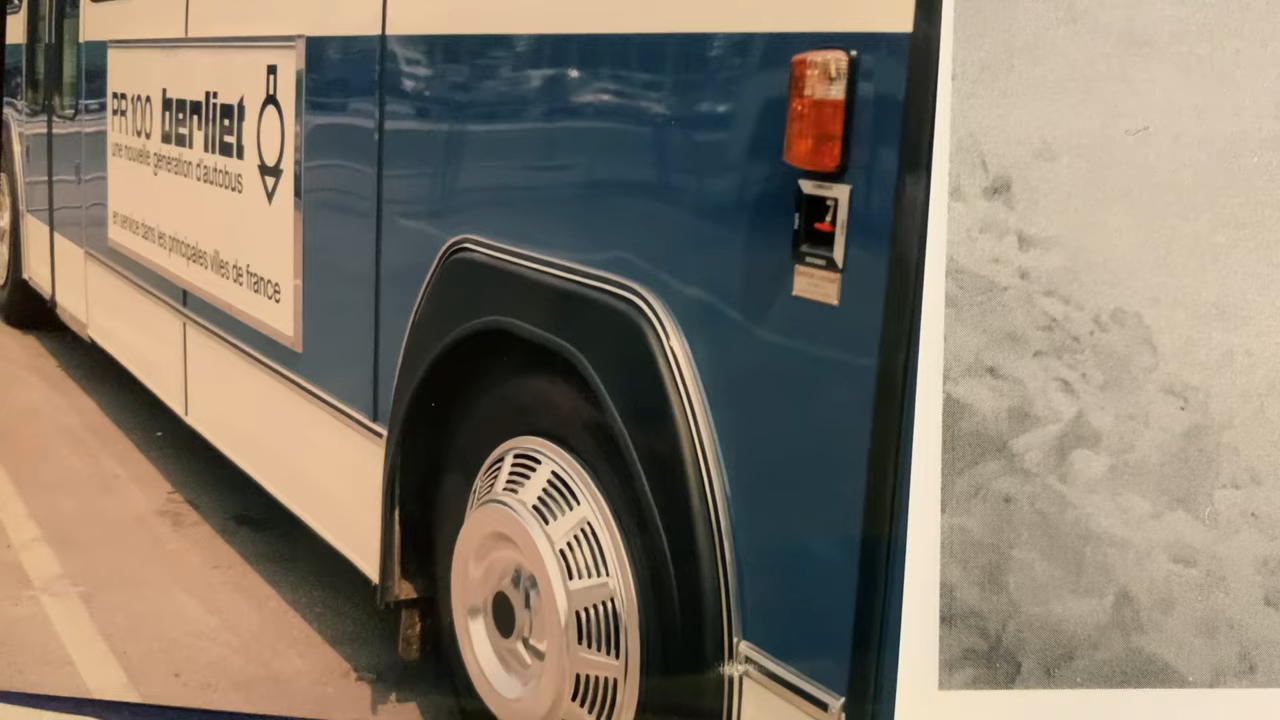 PR 100 berliet
une nouvelle génération d'autobus
en service dans les principales villes de france